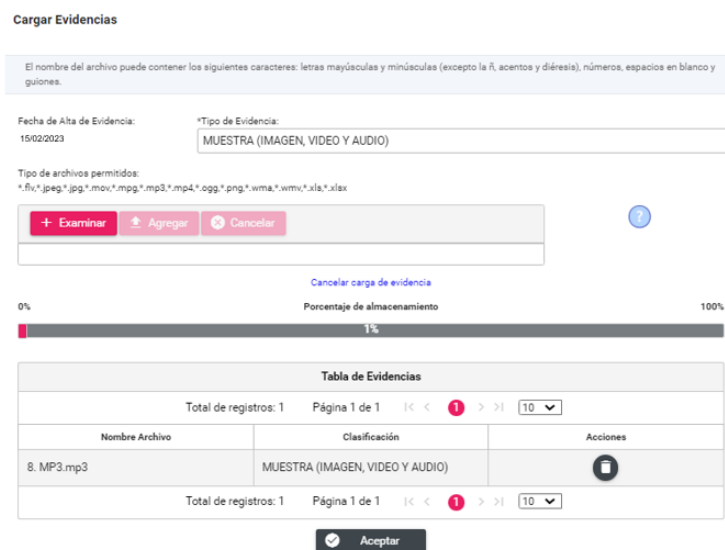 Cargar Evidencias
El nombre del archivo puede contener los siguientes caracteres: letras mayúsculas y minúsculas (excepto la ñ, acentos y diéresis), números, espacios en blanco y
guiones.
Fecha de Alta de Evidencia: *Tipo de Evidencia:
15/02/2023 MUESTRA (IMAGEN, VIDEO Y AUDIO)
Tipo de archivos permitidos:
*.flv,*.jpeg,*.jpg,*.mov,*.mpg,*.mp3,*.mp4,*.ogg,*.png,*.wma,*.wmv,*.xls,*.xlsx
+ Examinar Agregar Cancelar ?
Cancelar carga de evidencia
0% Porcentaje de almacenamiento 100%
1%
Tabla de Evidencias
Total de registros: 1 Página 1 de 1 |< < 1 > >| 10
Nombre Archivo Clasificación Acciones
8. MP3.mp3 MUESTRA (IMAGEN, VIDEO Y AUDIO)
Total de registros: 1 Página 1 de 1 |< < 1 > >| 10
Aceptar